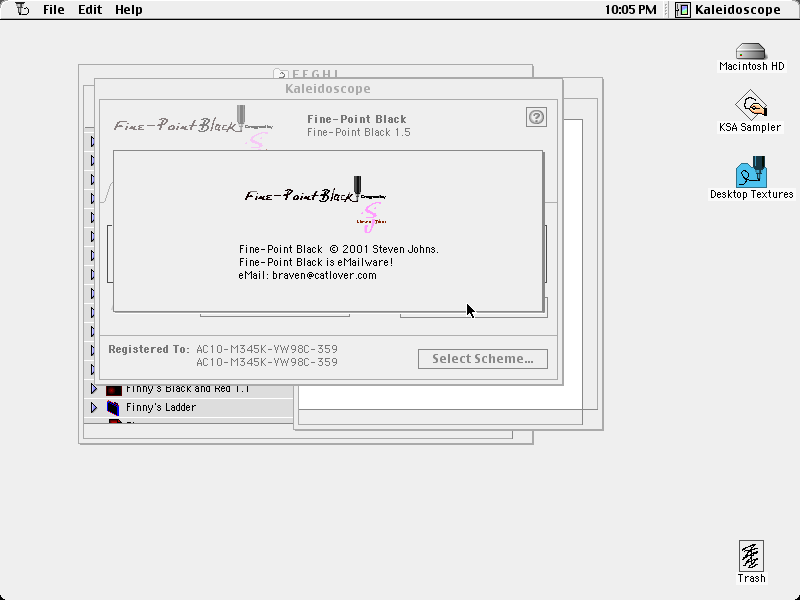 File Edit Help
10:05 PM Kaleidoscope
Macintosh HD
KSA Sampler
Desktop Textures
Trash
E F G H I
Kaleidoscope
Fine-Point Black
Fine-Point Black
Fine-Point Black 1.5
Fine-Point Black
Fine-Point Black © 2001 Steven Johns.
Fine-Point Black is eMailware!
eMail: braven@catlover.com
Registered To: AC10-M345K-VW98C-359
AC10-M345K-VW98C-359
Select Scheme...
Finny's Black and Red 1.1
Finny's Ladder